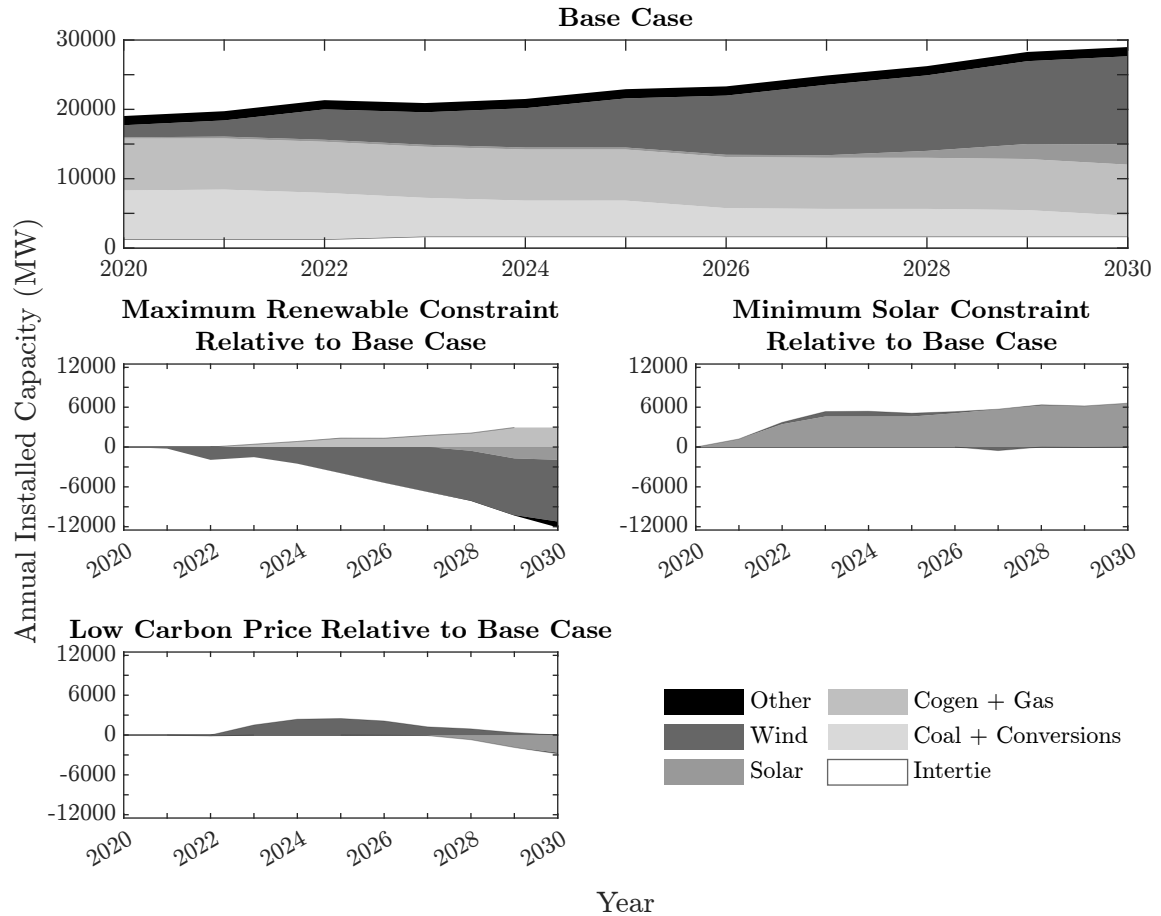 Base Case
30000
20000
10000
0
2020 2022 2024 2026 2028 2030
Annual Installed Capacity (MW)
Maximum Renewable Constraint
Relative to Base Case
12000
6000
0
-6000
-12000
2020 2022 2024 2026 2028 2030
Minimum Solar Constraint
Relative to Base Case
12000
6000
0
-6000
-12000
2020 2022 2024 2026 2028 2030
Low Carbon Price Relative to Base Case
12000
6000
0
-6000
-12000
2020 2022 2024 2026 2028 2030
Other
Wind
Solar
Cogen + Gas
Coal + Conversions
Intertie
Year